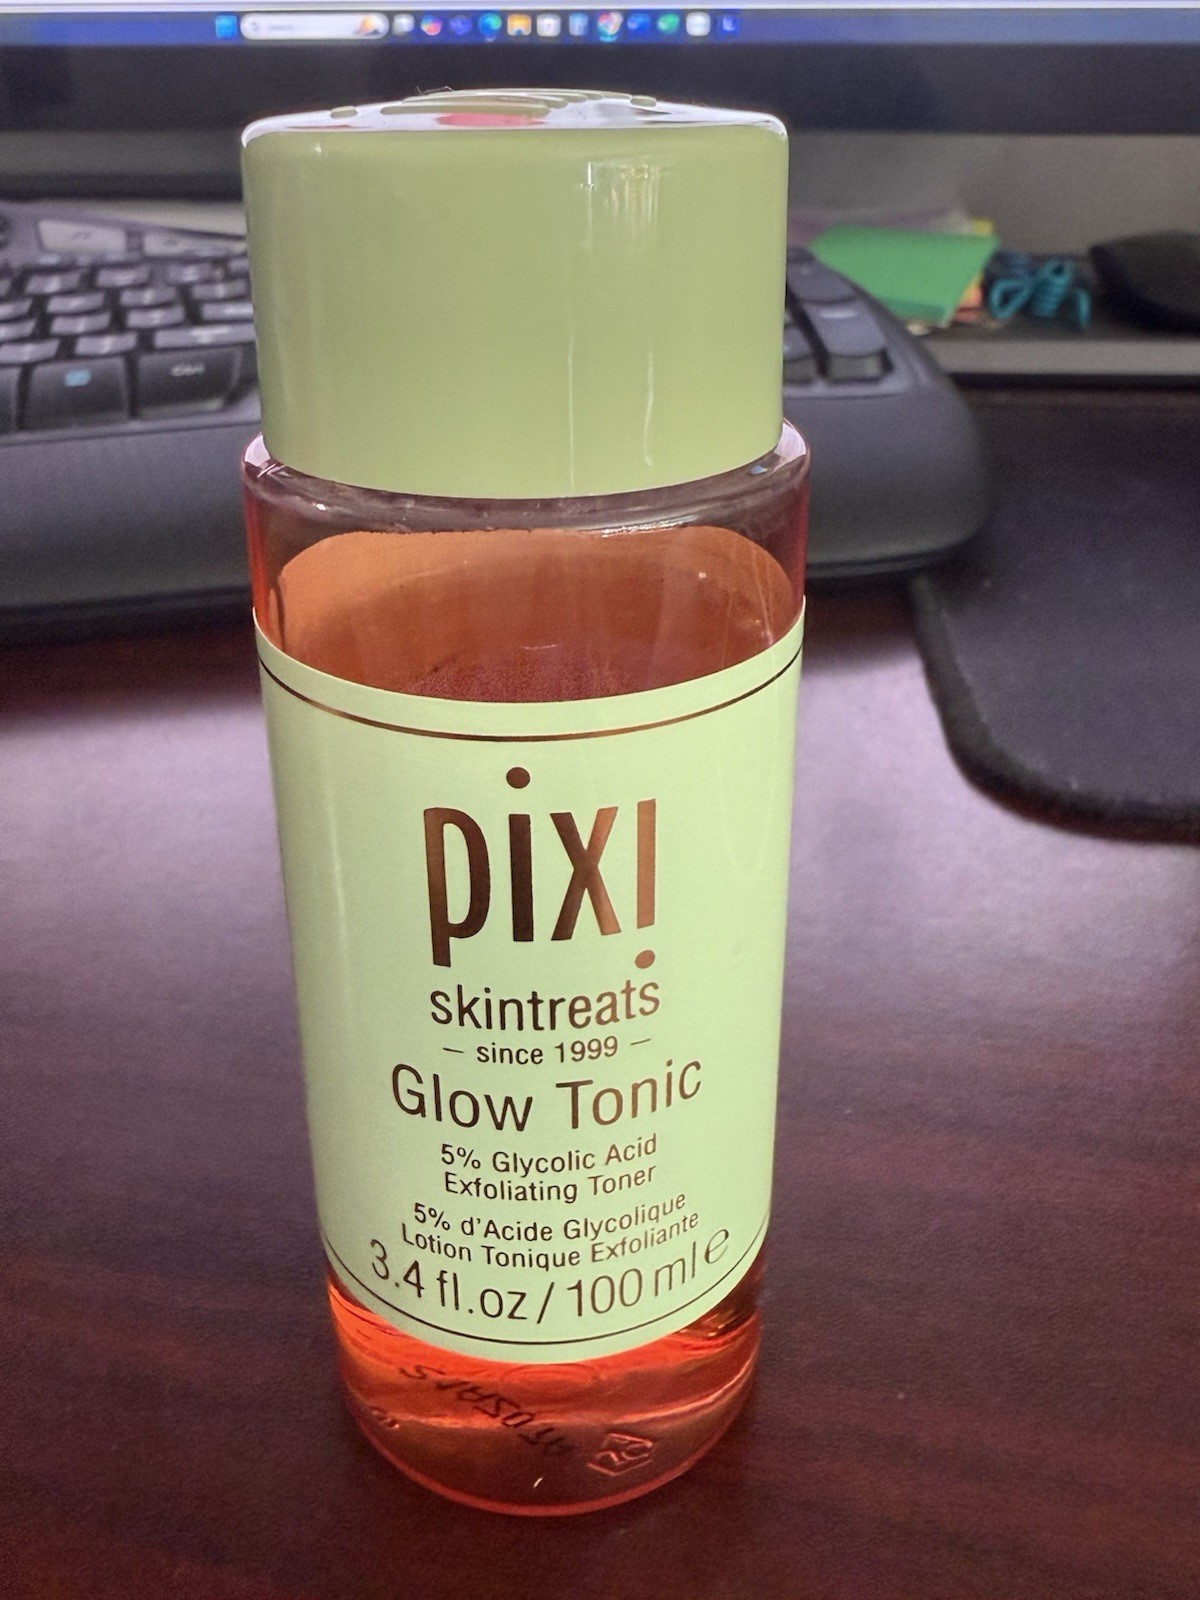 Ctrl
pixi
skintreats
– since 1999 –
Glow Tonic
5% Glycolic Acid
Exfoliating Toner
5% d'Acide Glycolique
Lotion Tonique Exfoliante
3.4 fl.oz / 100 ml e